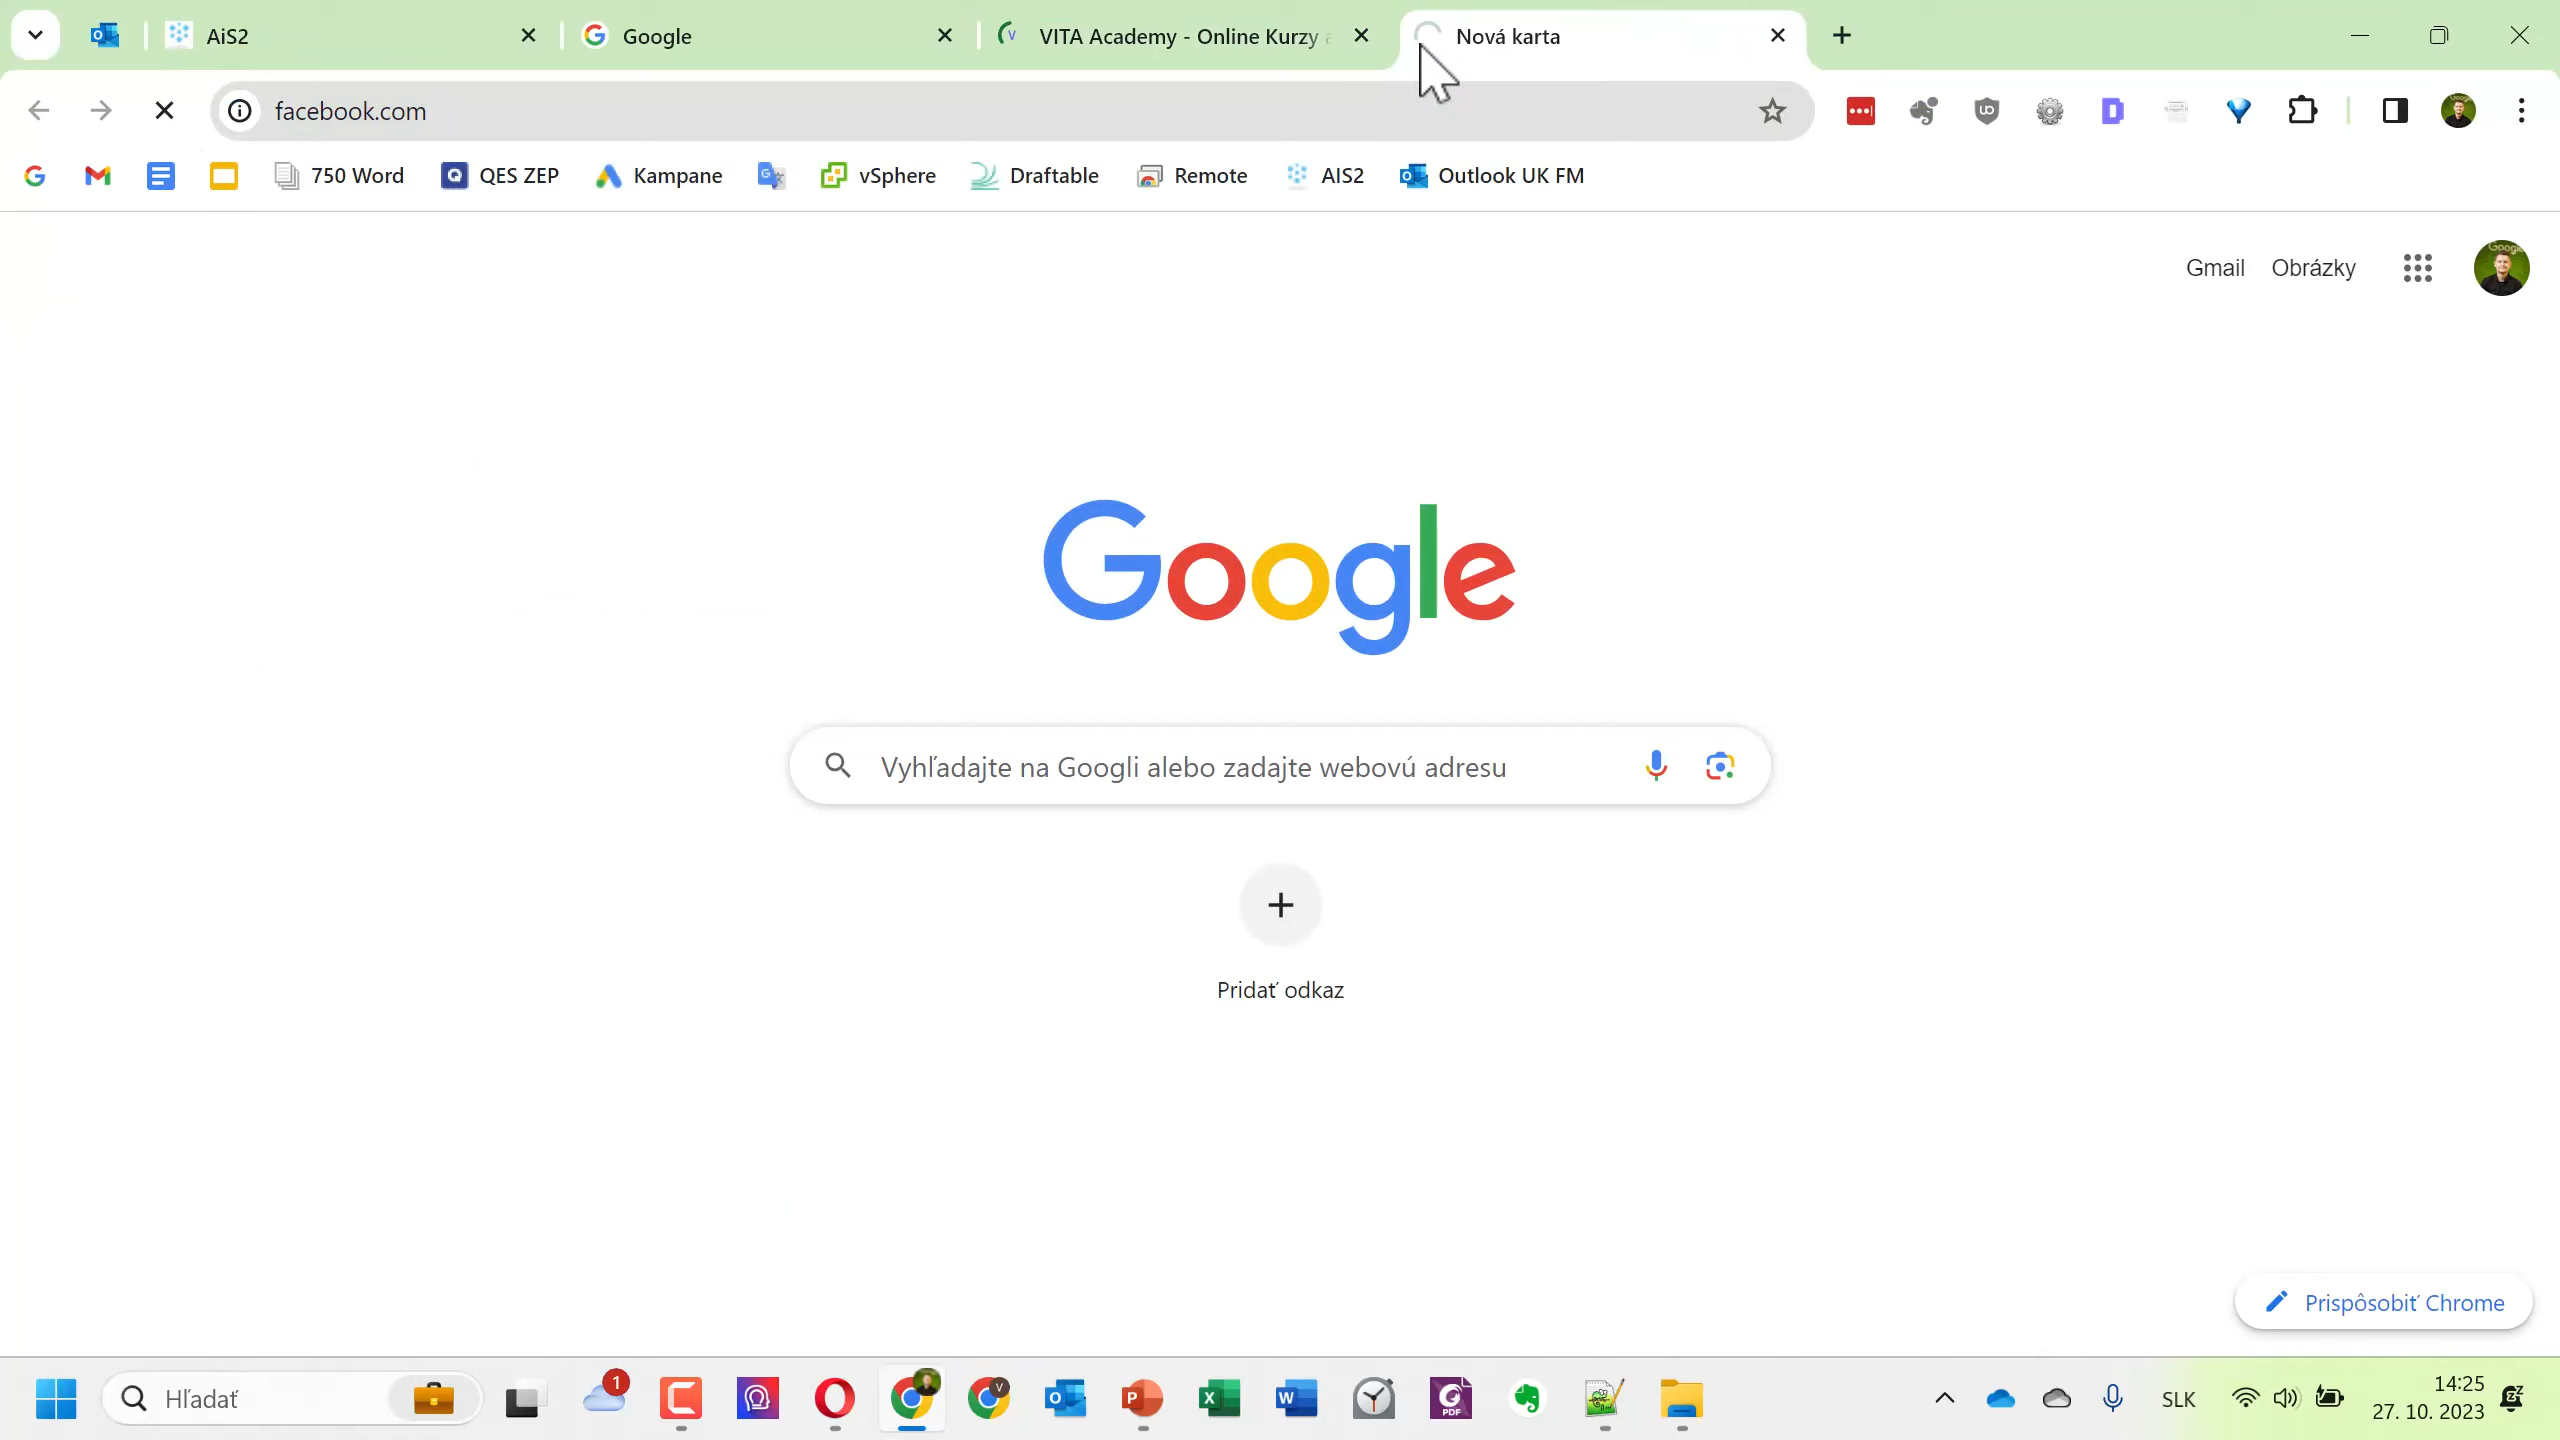 AiS2
Google
VITA Academy - Online Kurzy a
Nová karta
facebook.com
750 Word
QES ZEP
Kampane
vSphere
Draftable
Remote
AIS2
Outlook UK FM
Gmail
Obrázky
Google
Vyhľadajte na Googli alebo zadajte webovú adresu
Pridať odkaz
Prispôsobiť Chrome
Hľadať
1
V
PDF
SLK
14:25
27. 10. 2023